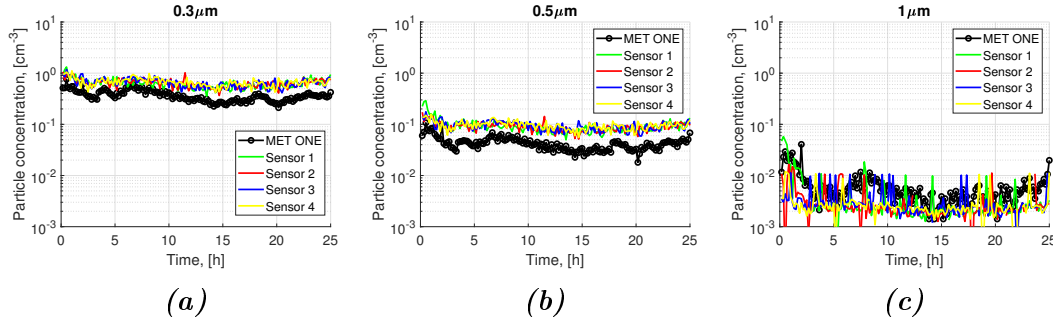 0.3μm
Particle concentration, [cm⁻³]
10¹
10⁰
10⁻¹
10⁻²
10⁻³
0 5 10 15 20 25
Time, [h]
MET ONE
Sensor 1
Sensor 2
Sensor 3
Sensor 4
(a)
0.5μm
Particle concentration, [cm⁻³]
10¹
10⁰
10⁻¹
10⁻²
10⁻³
0 5 10 15 20 25
Time, [h]
MET ONE
Sensor 1
Sensor 2
Sensor 3
Sensor 4
(b)
1μm
Particle concentration, [cm⁻³]
10¹
10⁰
10⁻¹
10⁻²
10⁻³
0 5 10 15 20 25
Time, [h]
MET ONE
Sensor 1
Sensor 2
Sensor 3
Sensor 4
(c)